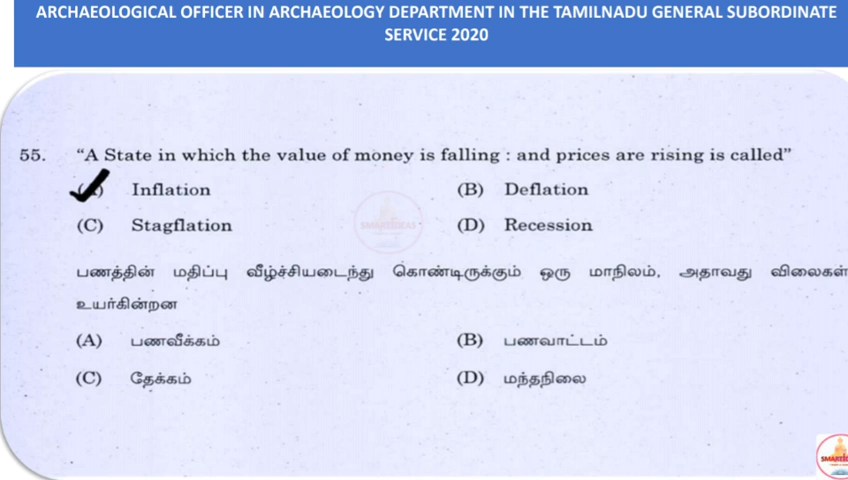 ARCHAEOLOGICAL OFFICER IN ARCHAEOLOGY DEPARTMENT IN THE TAMILNADU GENERAL SUBORDINATE
SERVICE 2020
55. “A State in which the value of money is falling : and prices are rising is called”
Inflation (B) Deflation
(C) Stagflation (D) Recession
பணத்தின் மதிப்பு வீழ்ச்சியடைந்து கொண்டிருக்கும் ஒரு மாநிலம், அதாவது விலைகள்
உயர்கின்றன
(A) பணவீக்கம் (B) பணவாட்டம்
(C) தேக்கம் (D) மந்தநிலை